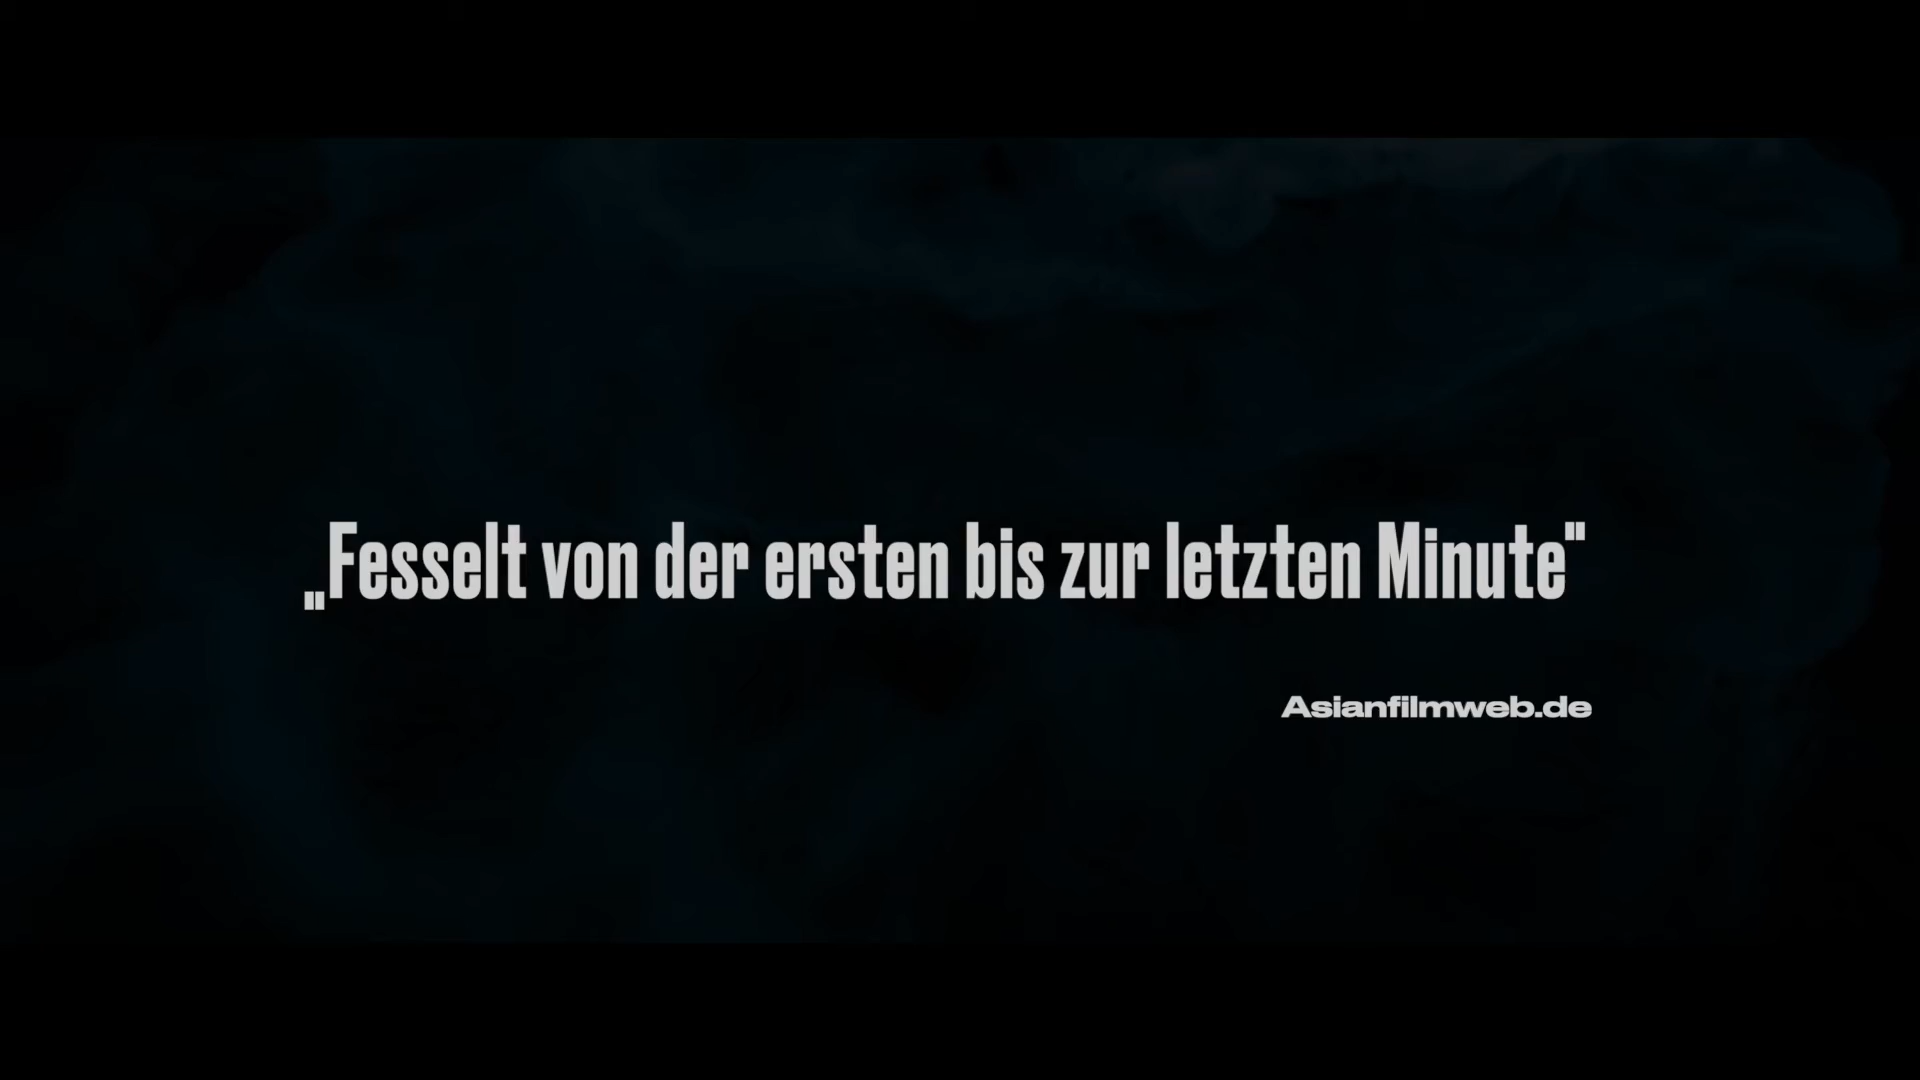 „Fesselt von der ersten bis zur letzten Minute"
Asianfilmweb.de